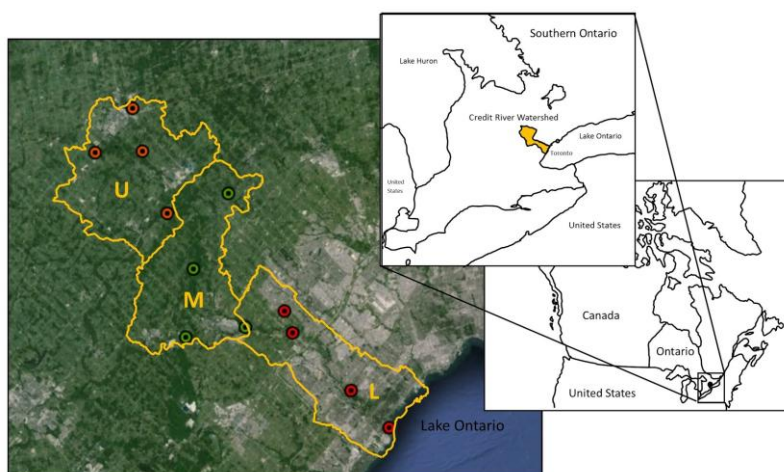 U
M
L
Lake Ontario
Southern Ontario
Lake Huron
Credit River Watershed
Lake Ontario
Toronto
United
States
United States
Canada
Ontario
United States